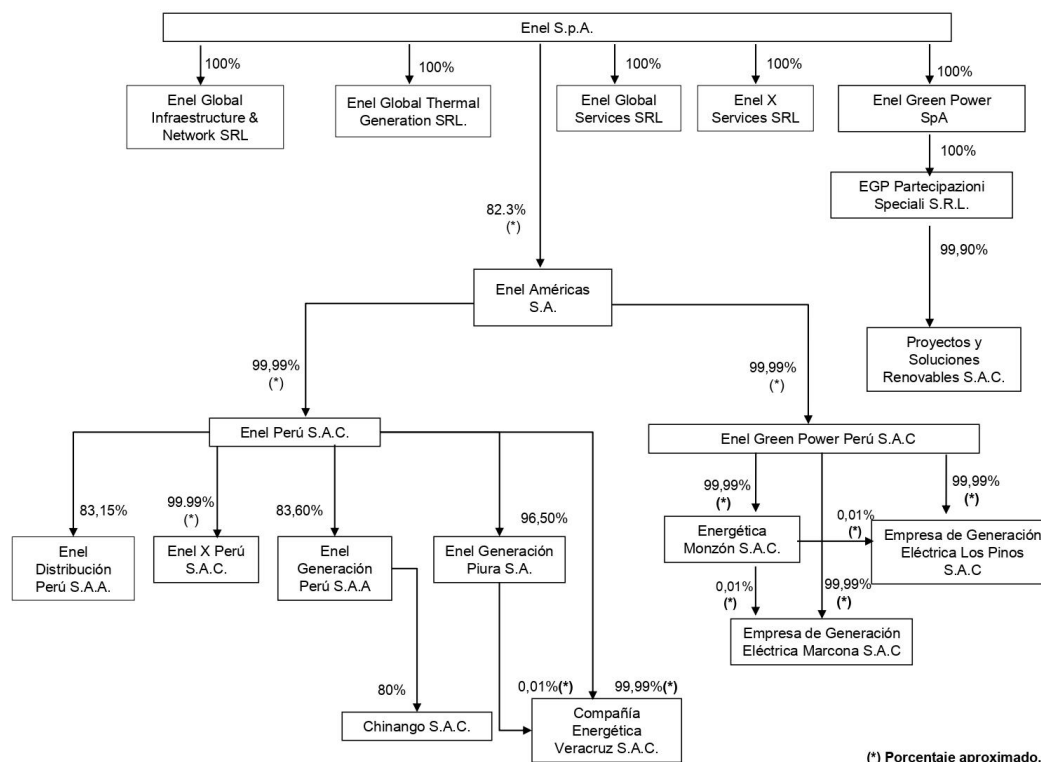 Enel S.p.A.
100%
100%
100%
100%
100%
Enel Global
Infraestructure &
Network SRL
Enel Global Thermal
Generation SRL.
Enel Global
Services SRL
Enel X
Services SRL
Enel Green Power
SpA
100%
EGP Partecipazioni
Speciali S.R.L.
82.3%
(*)
99,90%
Enel Américas
S.A.
Proyectos y
Soluciones
Renovables S.A.C.
99,99%
(*)
99,99%
(*)
Enel Perú S.A.C.
Enel Green Power Perú S.A.C
83,15%
99.99%
(*)
83,60%
96,50%
99,99%
(*)
99,99%
(*)
0,01%
(*)
Enel
Distribución
Perú S.A.A.
Enel X Perú
S.A.C.
Enel
Generación
Perú S.A.A
Enel Generación
Piura S.A.
Energética
Monzón S.A.C.
Empresa de Generación
Eléctrica Los Pinos
S.A.C
0,01%
(*)
99,99%
(*)
Empresa de Generación
Eléctrica Marcona S.A.C
80%
0,01%(*)
99,99%(*)
Chinango S.A.C.
Compañía
Energética
Veracruz S.A.C.
(*) Porcentaje aproximado.